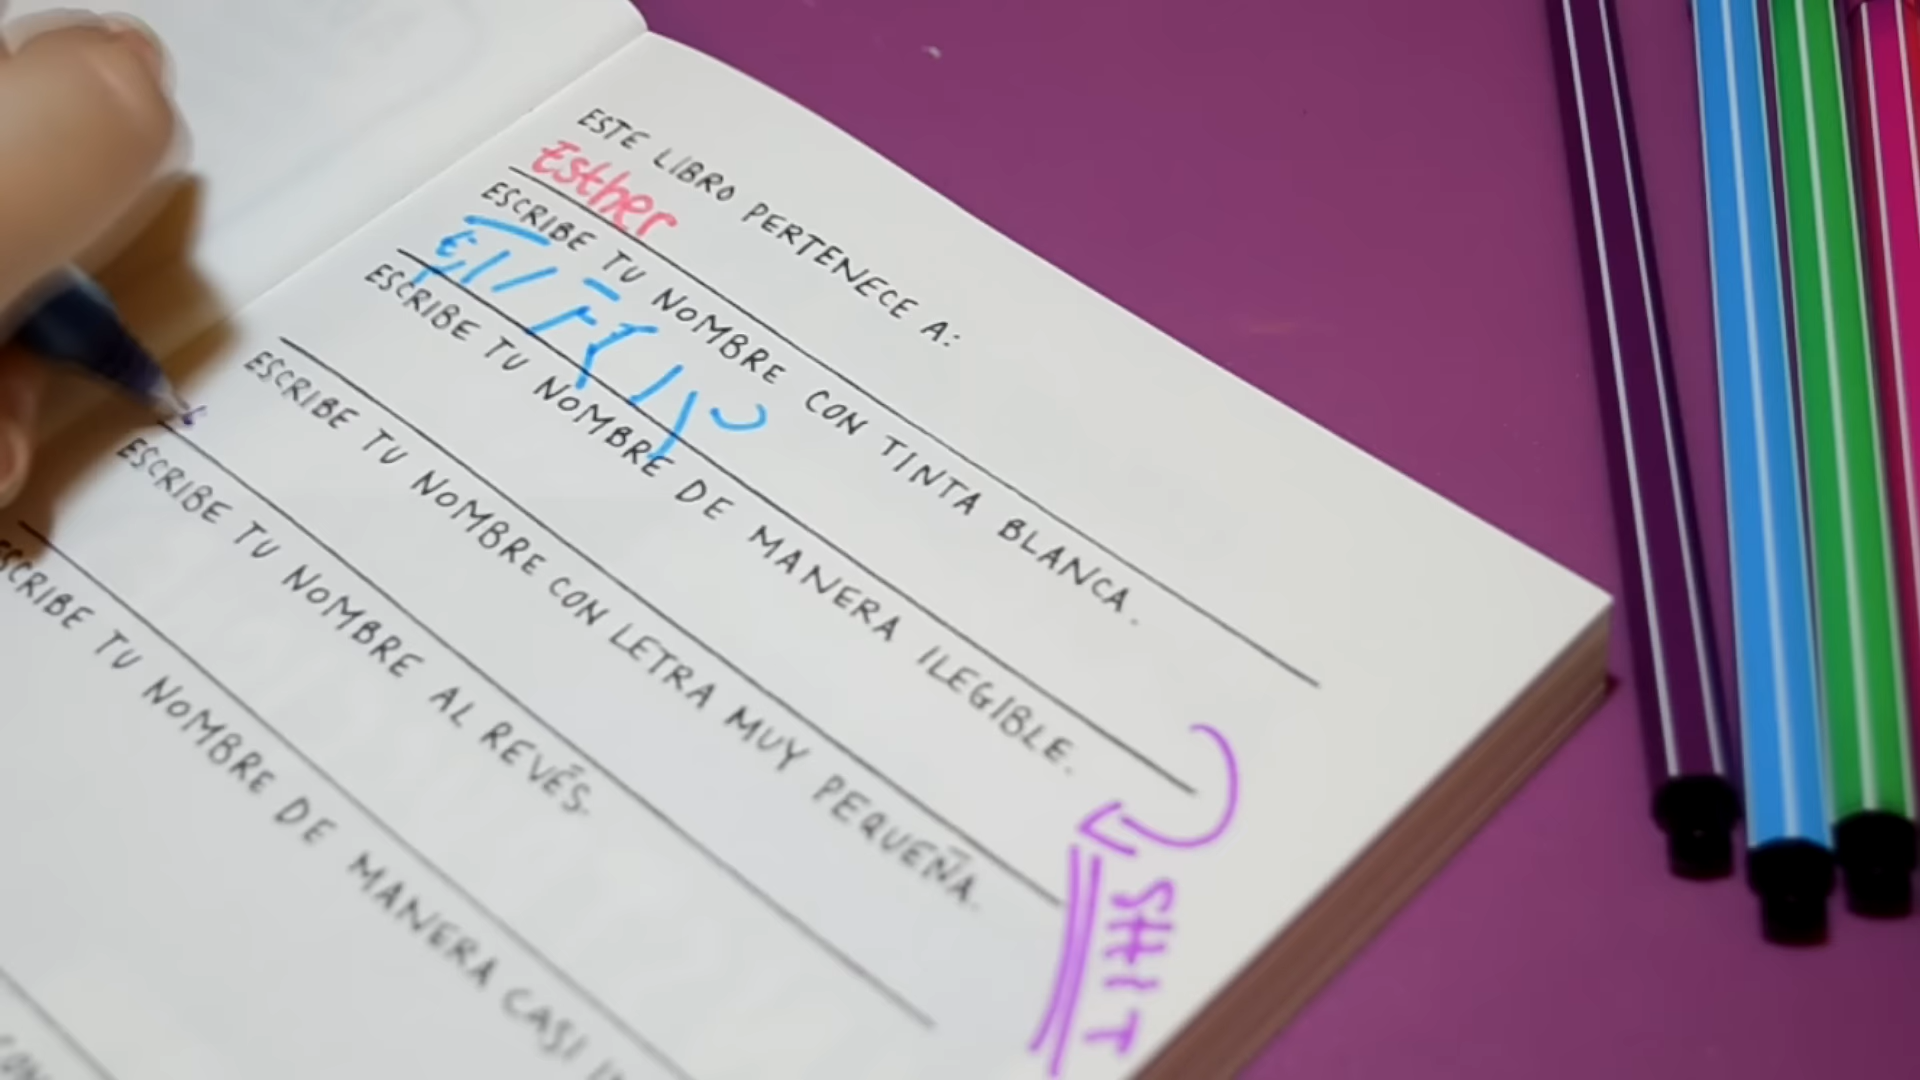 ESTE LIBRO PERTENECE A:
Esther
ESCRIBE TU NOMBRE CON TINTA BLANCA.
ESCRIBE TU NOMBRE DE MANERA ILEGIBLE.
ESCRIBE TU NOMBRE CON LETRA MUY PEQUEÑA.
ESCRIBE TU NOMBRE AL REVÉS.
ESCRIBE TU NOMBRE DE MANERA CASI
SHIT